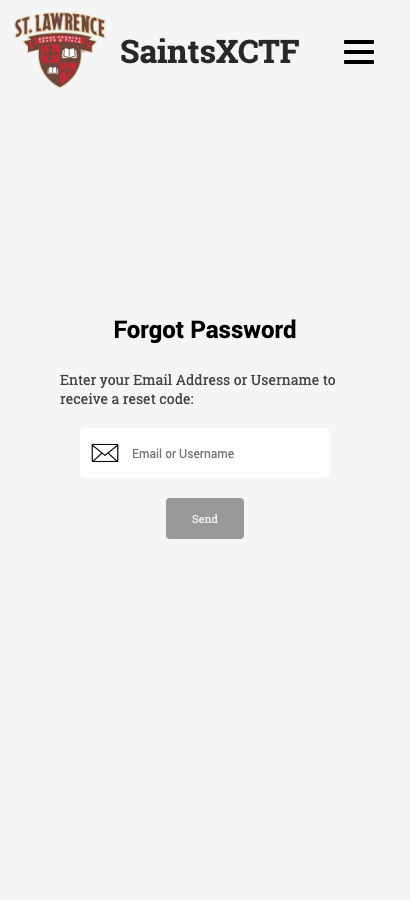 ST. LAWRENCE
SaintsXCTF
Forgot Password
Enter your Email Address or Username to
receive a reset code:
Email or Username
Send